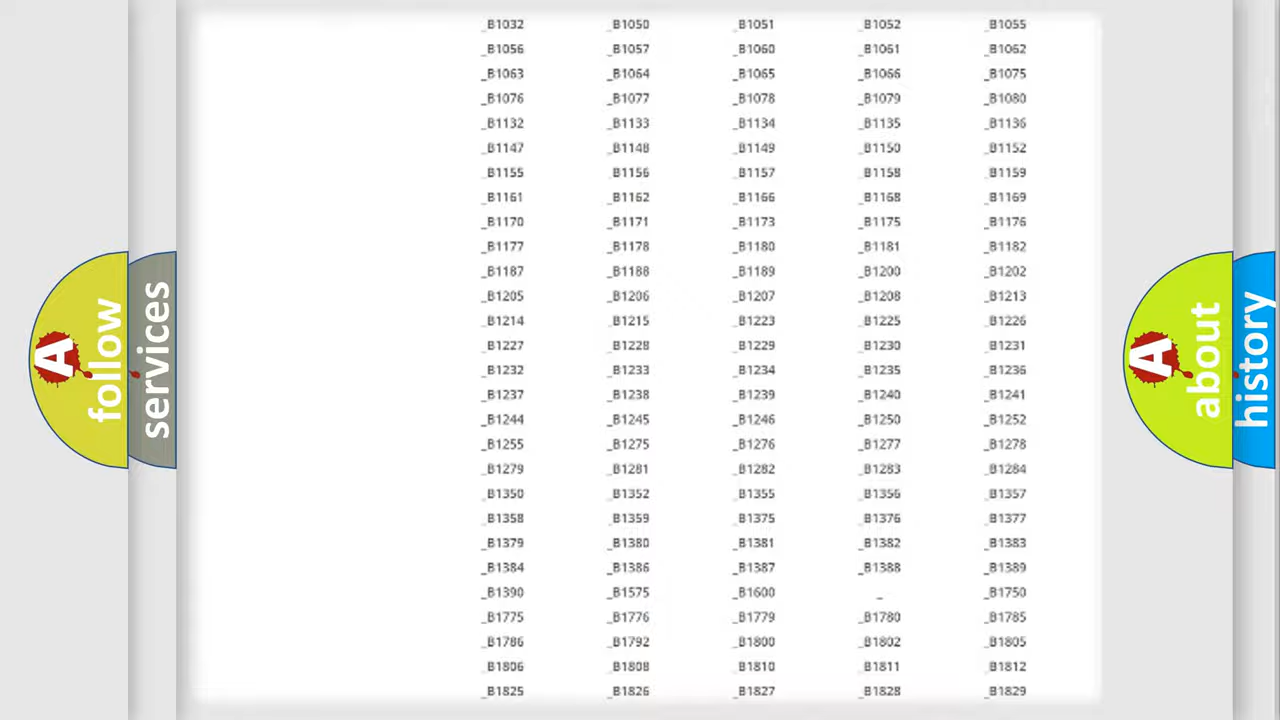 _B1032 _B1050 _B1051 _B1052 _B1055
_B1056 _B1057 _B1060 _B1061 _B1062
_B1063 _B1064 _B1065 _B1066 _B1075
_B1076 _B1077 _B1078 _B1079 _B1080
_B1132 _B1133 _B1134 _B1135 _B1136
_B1147 _B1148 _B1149 _B1150 _B1152
_B1155 _B1156 _B1157 _B1158 _B1159
_B1161 _B1162 _B1166 _B1168 _B1169
_B1170 _B1171 _B1173 _B1175 _B1176
_B1177 _B1178 _B1180 _B1181 _B1182
_B1187 _B1188 _B1189 _B1200 _B1202
_B1205 _B1206 _B1207 _B1208 _B1213
_B1214 _B1215 _B1223 _B1225 _B1226
_B1227 _B1228 _B1229 _B1230 _B1231
_B1232 _B1233 _B1234 _B1235 _B1236
_B1237 _B1238 _B1239 _B1240 _B1241
_B1244 _B1245 _B1246 _B1250 _B1252
_B1255 _B1275 _B1276 _B1277 _B1278
_B1279 _B1281 _B1282 _B1283 _B1284
_B1350 _B1352 _B1355 _B1356 _B1357
_B1358 _B1359 _B1375 _B1376 _B1377
_B1379 _B1380 _B1381 _B1382 _B1383
_B1384 _B1386 _B1387 _B1388 _B1389
_B1390 _B1575 _B1600 _ _B1750
_B1775 _B1776 _B1779 _B1780 _B1785
_B1786 _B1792 _B1800 _B1802 _B1805
_B1806 _B1808 _B1810 _B1811 _B1812
_B1825 _B1826 _B1827 _B1828 _B1829
A
follow
services
A
about
history